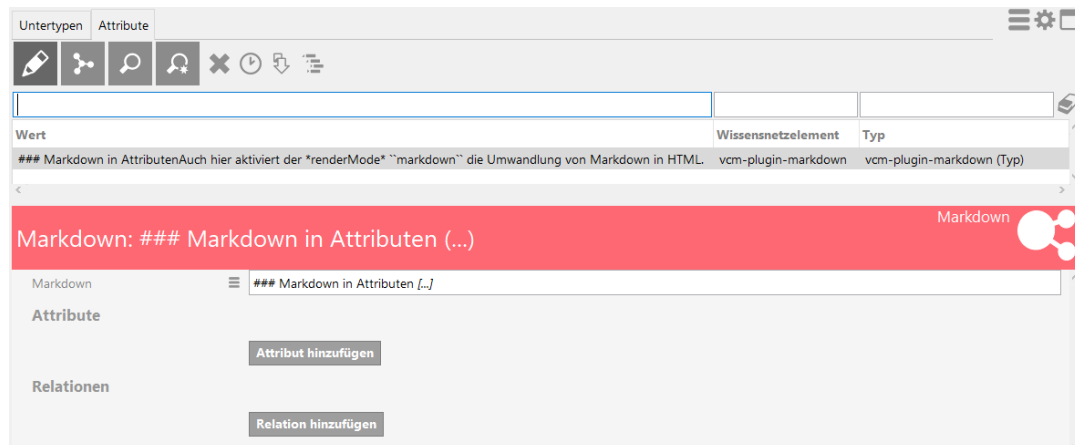 Untertypen Attribute
Wert Wissensnetzelement Typ
### Markdown in AttributenAuch hier aktiviert der *renderMode* ``markdown`` die Umwandlung von Markdown in HTML. vcm-plugin-markdown vcm-plugin-markdown (Typ)
Markdown
Markdown: ### Markdown in Attributen (...)
Markdown ### Markdown in Attributen [...]
Attribute
Attribut hinzufügen
Relationen
Relation hinzufügen